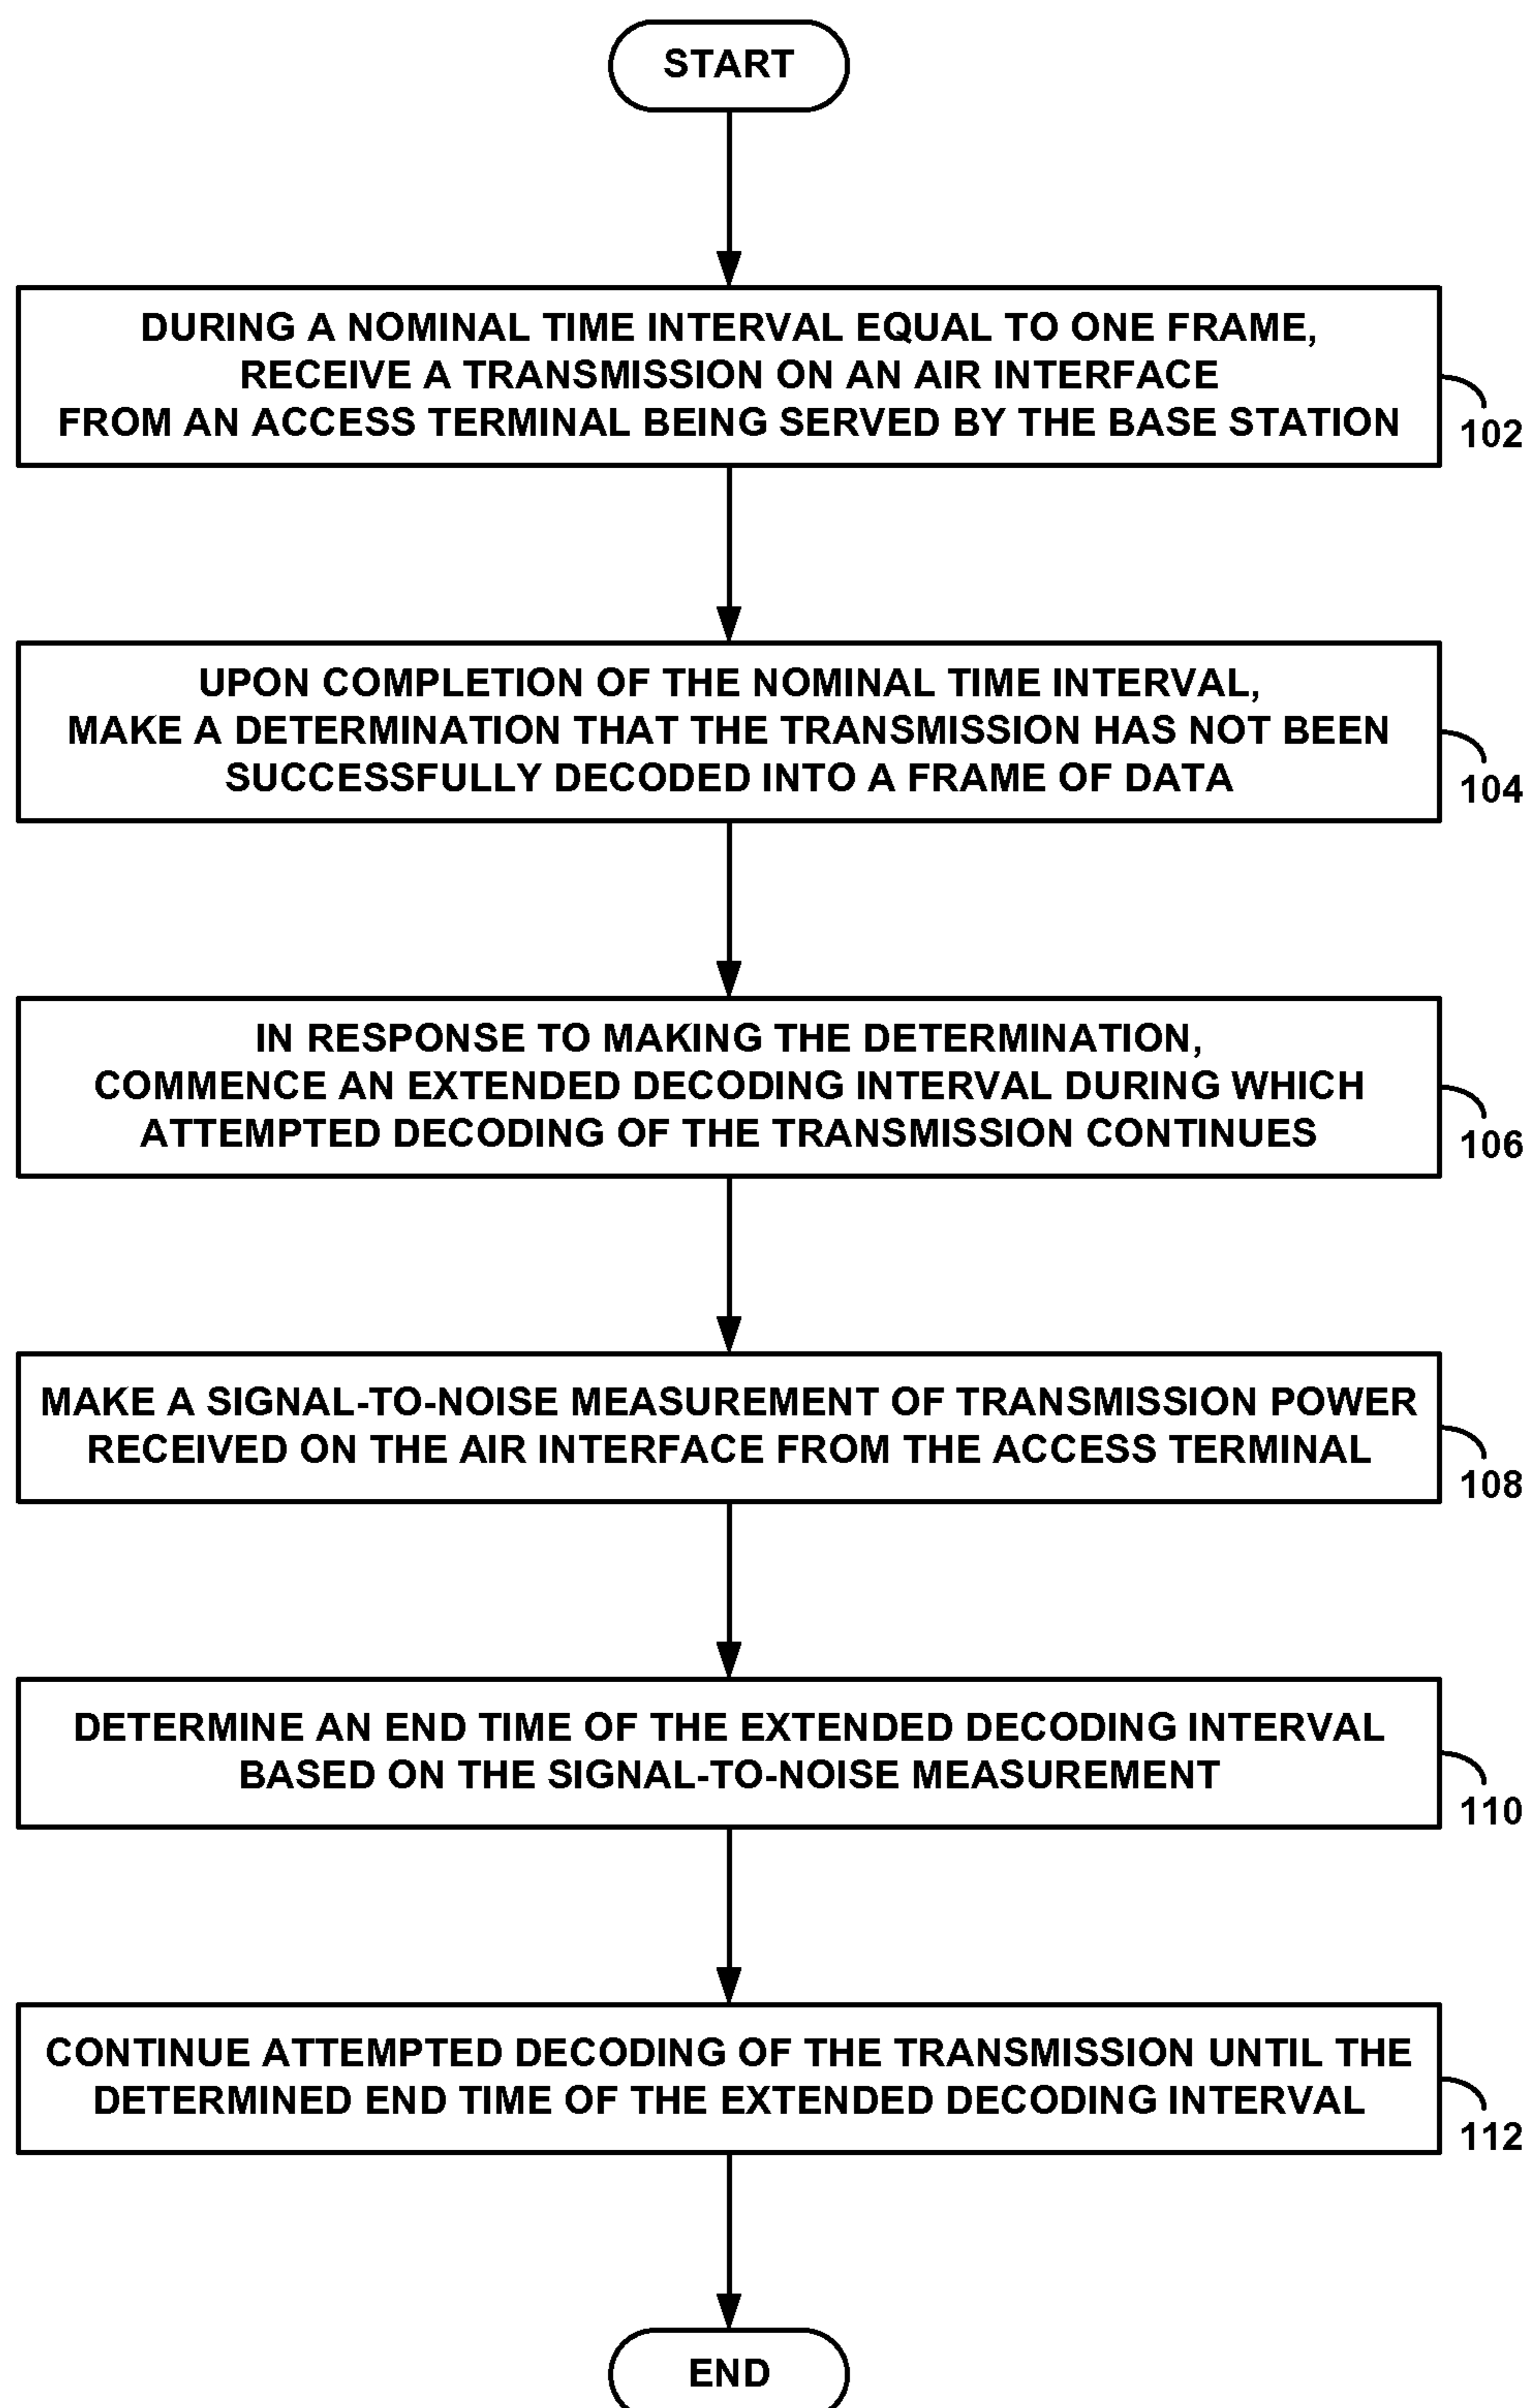 START
DURING A NOMINAL TIME INTERVAL EQUAL TO ONE FRAME,
RECEIVE A TRANSMISSION ON AN AIR INTERFACE
FROM AN ACCESS TERMINAL BEING SERVED BY THE BASE STATION
102
UPON COMPLETION OF THE NOMINAL TIME INTERVAL,
MAKE A DETERMINATION THAT THE TRANSMISSION HAS NOT BEEN
SUCCESSFULLY DECODED INTO A FRAME OF DATA
104
IN RESPONSE TO MAKING THE DETERMINATION,
COMMENCE AN EXTENDED DECODING INTERVAL DURING WHICH
ATTEMPTED DECODING OF THE TRANSMISSION CONTINUES
106
MAKE A SIGNAL-TO-NOISE MEASUREMENT OF TRANSMISSION POWER
RECEIVED ON THE AIR INTERFACE FROM THE ACCESS TERMINAL
108
DETERMINE AN END TIME OF THE EXTENDED DECODING INTERVAL
BASED ON THE SIGNAL-TO-NOISE MEASUREMENT
110
CONTINUE ATTEMPTED DECODING OF THE TRANSMISSION UNTIL THE
DETERMINED END TIME OF THE EXTENDED DECODING INTERVAL
112
END